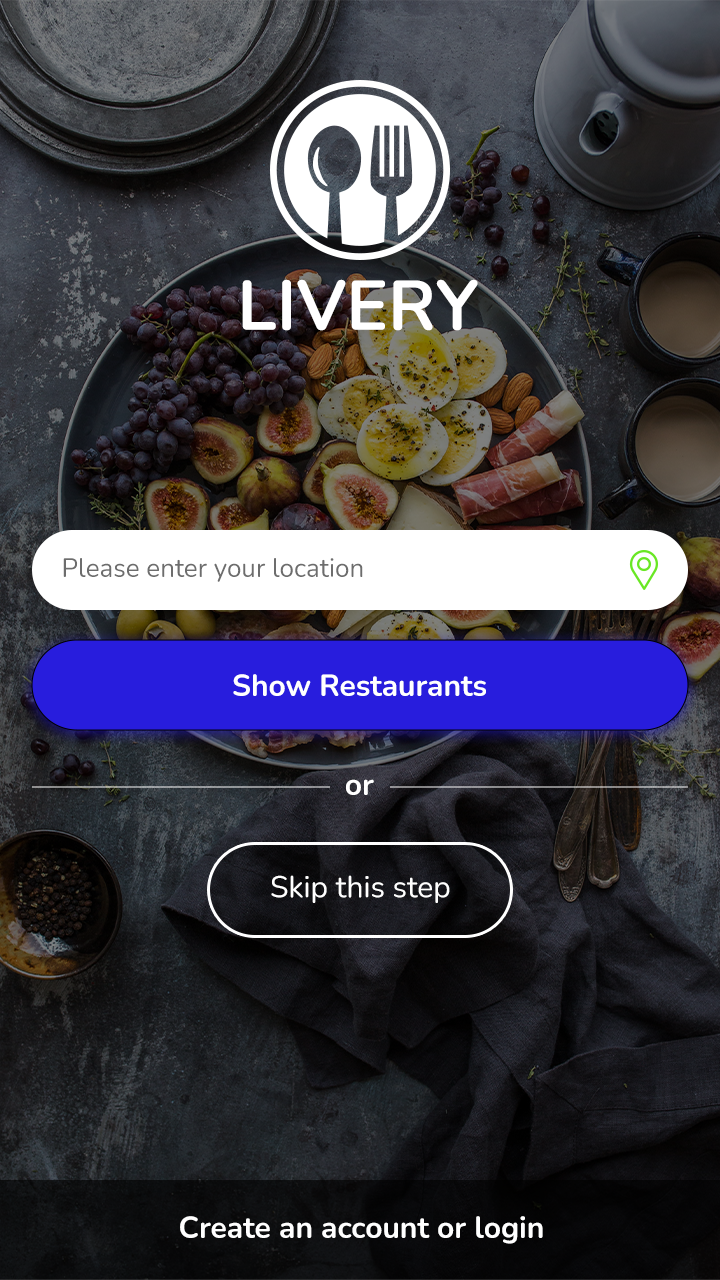 LIVERY
Please enter your location
Show Restaurants
or
Skip this step
Create an account or login